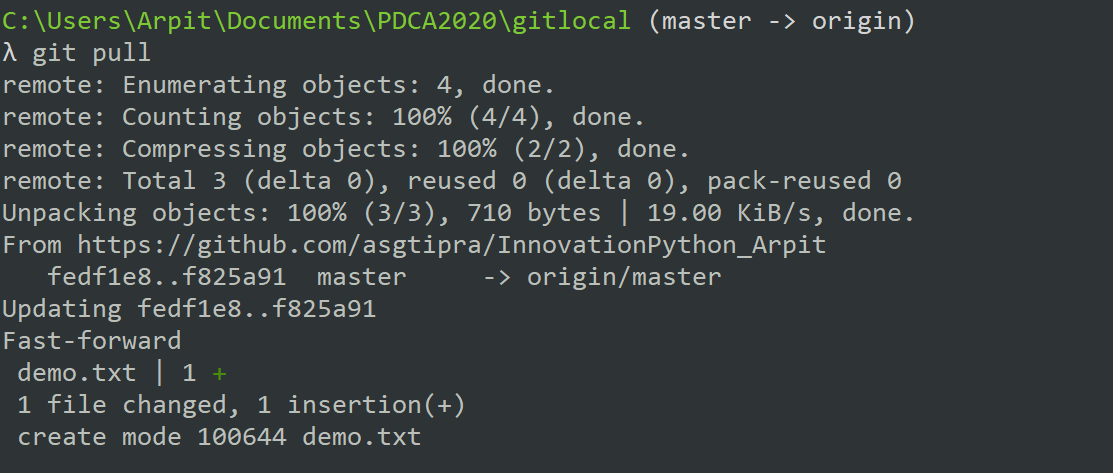 C:\Users\Arpit\Documents\PDCA2020\gitlocal (master -> origin)
λ git pull
remote: Enumerating objects: 4, done.
remote: Counting objects: 100% (4/4), done.
remote: Compressing objects: 100% (2/2), done.
remote: Total 3 (delta 0), reused 0 (delta 0), pack-reused 0
Unpacking objects: 100% (3/3), 710 bytes | 19.00 KiB/s, done.
From https://github.com/asgtipra/InnovationPython_Arpit
   fedf1e8..f825a91  master     -> origin/master
Updating fedf1e8..f825a91
Fast-forward
 demo.txt | 1 +
 1 file changed, 1 insertion(+)
 create mode 100644 demo.txt